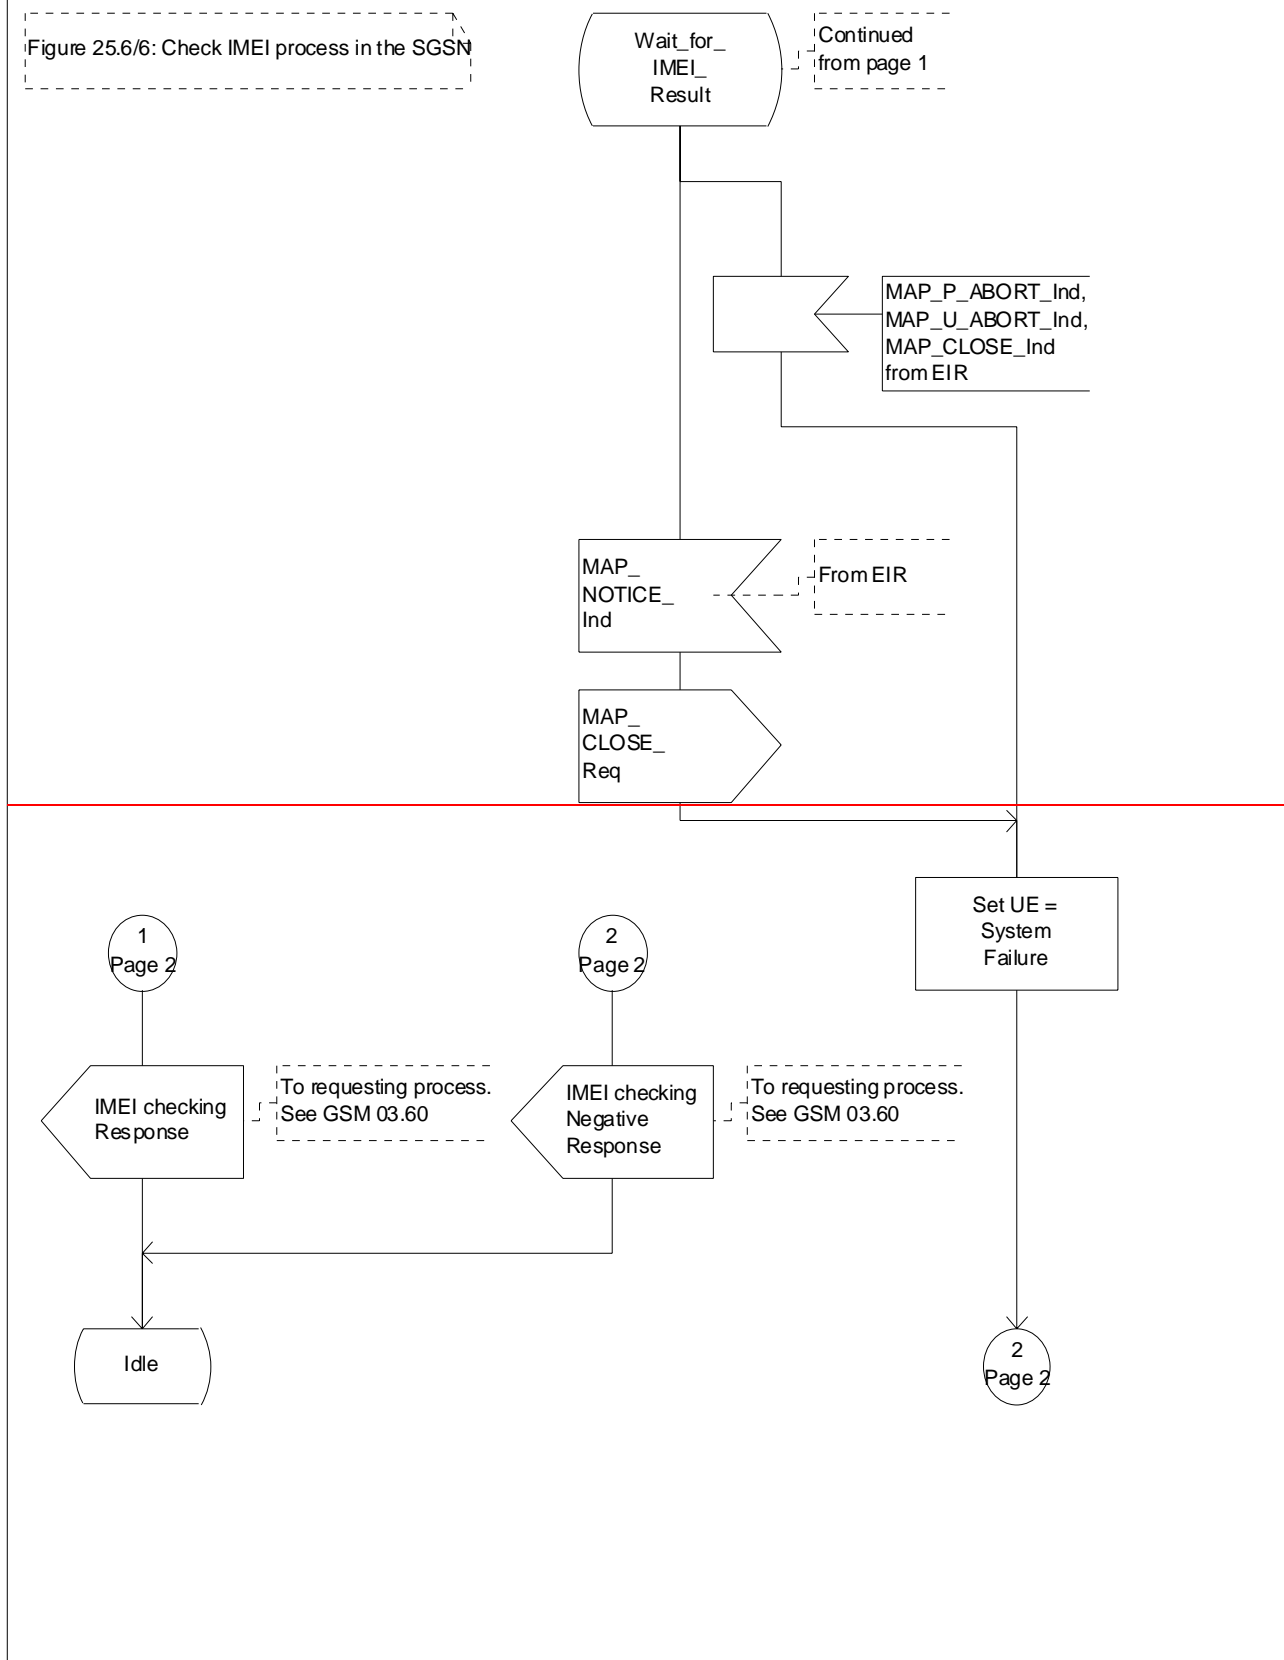 Figure 25.6/6: Check IMEI process in the SGSN
Wait_for_
IMEI_
Result
Continued
from page 1
MAP_P_ABORT_Ind,
MAP_U_ABORT_Ind,
MAP_CLOSE_Ind
from EIR
MAP_
NOTICE_
Ind
From EIR
MAP_
CLOSE_
Req
Set UE =
System
Failure
1
Page 2
2
Page 2
IMEI checking
Response
To requesting process.
See GSM 03.60
IMEI checking
Negative
Response
To requesting process.
See GSM 03.60
Idle
2
Page 2